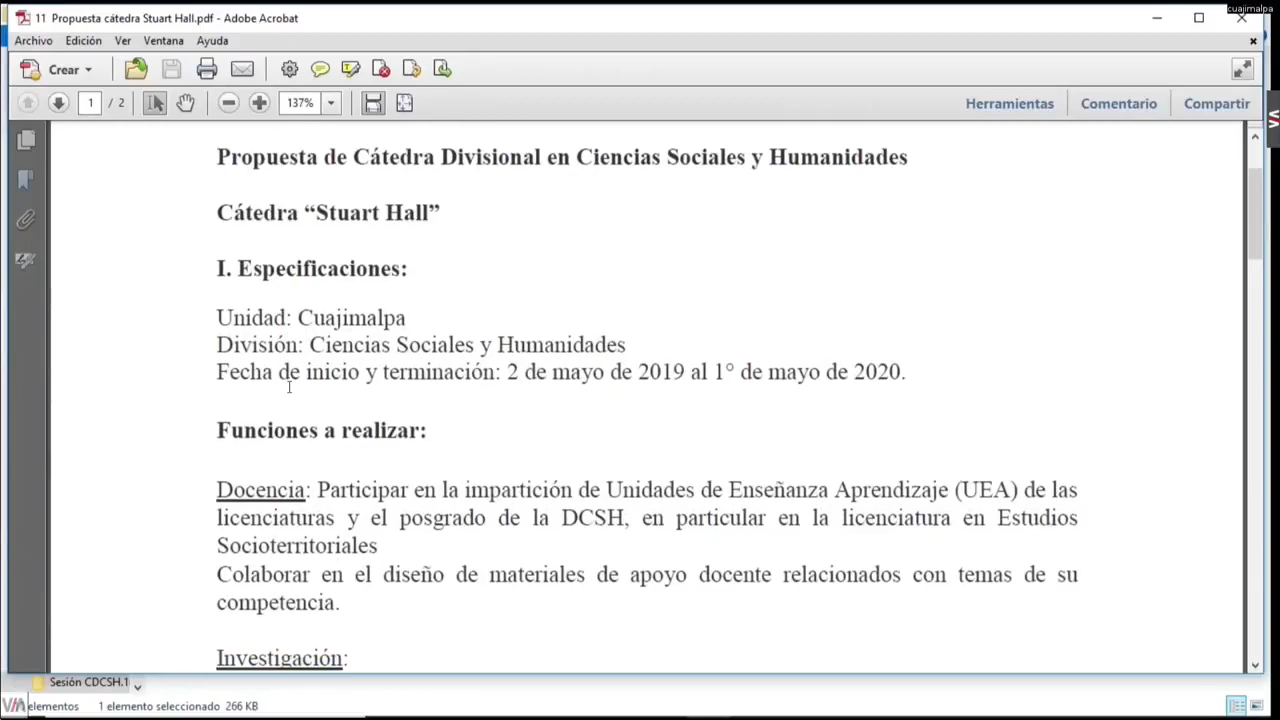 cuajimalpa
11 Propuesta cátedra Stuart Hall.pdf - Adobe Acrobat
Archivo Edición Ver Ventana Ayuda
Crear
1 / 2 137% Herramientas Comentario Compartir
Propuesta de Cátedra Divisional en Ciencias Sociales y Humanidades
Cátedra “Stuart Hall”
I. Especificaciones:
Unidad: Cuajimalpa
División: Ciencias Sociales y Humanidades
Fecha de inicio y terminación: 2 de mayo de 2019 al 1° de mayo de 2020.
Funciones a realizar:
Docencia: Participar en la impartición de Unidades de Enseñanza Aprendizaje (UEA) de las
licenciaturas y el posgrado de la DCSH, en particular en la licenciatura en Estudios
Socioterritoriales
Colaborar en el diseño de materiales de apoyo docente relacionados con temas de su
competencia.
Investigación:
Sesión CDCSH.1
elementos 1 elemento seleccionado 266 KB